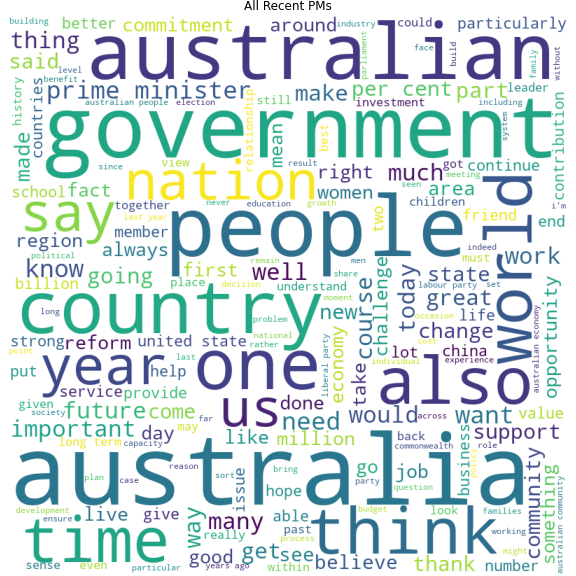 All Recent PMs
building
better
commitment
around
industry
could
particularly
thing
australian
parliament
face
build
family
without
said
level
benefit
prime minister
make
per cent
part
leader
history
countries
australian people
election
still
investment
including
made
government
relationship
best
mean
system
contribution
since
view
result
right
much
got
continue
school
fact
nation
seen
meeting
women
area
together
never
education
growth
children
i'm
say
last year
two
friend
end
region
member
people
world
political
always
remain
men
indeed
know
going
first
well
share
challenge
course
today
state
must
work
billion
place
decision
understand
great
labour party
set
opportunity
long
country
moment
new
occasion
life
problem
change
cost
strong
reform
united state
national
rather
economy
take
lot
china
individual
experience
australian economy
point
last
liberal party
put
year
one
help
also
service
provide
given
society
future
come
us
done
would
across
want
value
important
may
far
need
support
day
like
million
back
commonwealth
role
long term
capacity
business
community
something
australian community
reason
sort
bring
go
job
ability
plan
case
australia
party
question
issue
hope
development
ensure
live
give
way
many
able
past
budget
look
families
working
time
really
process
think
might
good
get
see
believe
thank
number
sense
even
particular
years ago
within